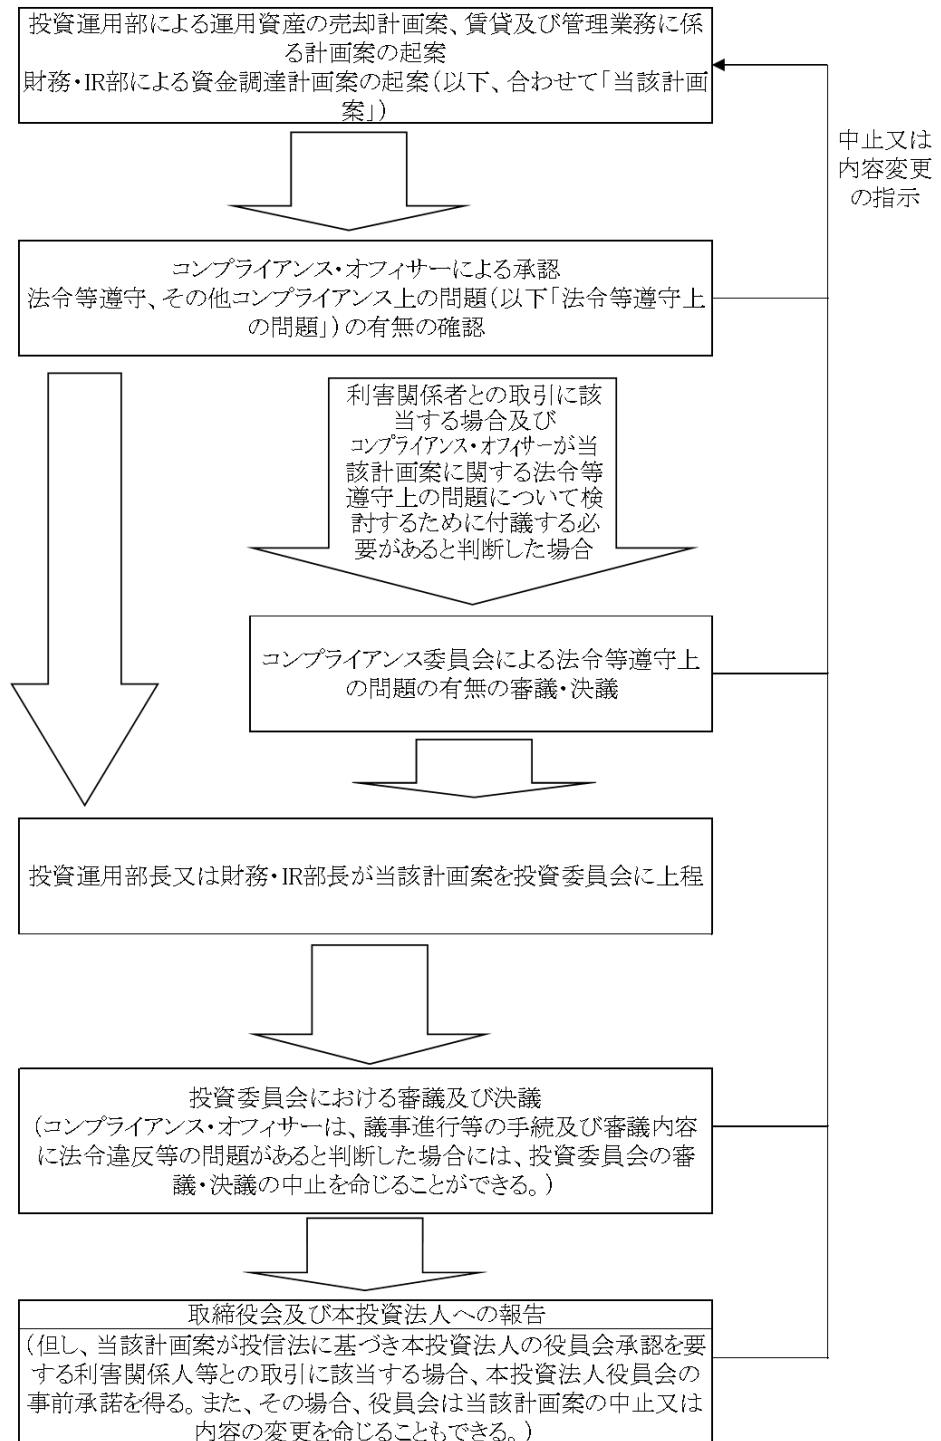 投資運用部による運用資産の売却計画案、賃貸及び管理業務に係
る計画案の起案
財務・IR部による資金調達計画案の起案(以下、合わせて「当該計画
案」)
中止又は
内容変更
の指示
コンプライアンス・オフィサーによる承認
法令等遵守、その他コンプライアンス上の問題(以下「法令等遵守上
の問題」)の有無の確認
利害関係者との取引に該
当する場合及び
コンプライアンス・オフィサーが当
該計画案に関する法令等
遵守上の問題について検
討するために付議する必
要があると判断した場合
コンプライアンス委員会による法令等遵守上
の問題の有無の審議・決議
投資運用部長又は財務・IR部長が当該計画案を投資委員会に上程
投資委員会における審議及び決議
(コンプライアンス・オフィサーは、議事進行等の手続及び審議内容
に法令違反等の問題があると判断した場合には、投資委員会の審
議・決議の中止を命じることができる。)
取締役会及び本投資法人への報告
(但し、当該計画案が投信法に基づき本投資法人の役員会承認を要
する利害関係人等との取引に該当する場合、本投資法人役員会の
事前承諾を得る。また、その場合、役員会は当該計画案の中止又は
内容の変更を命じることもできる。)